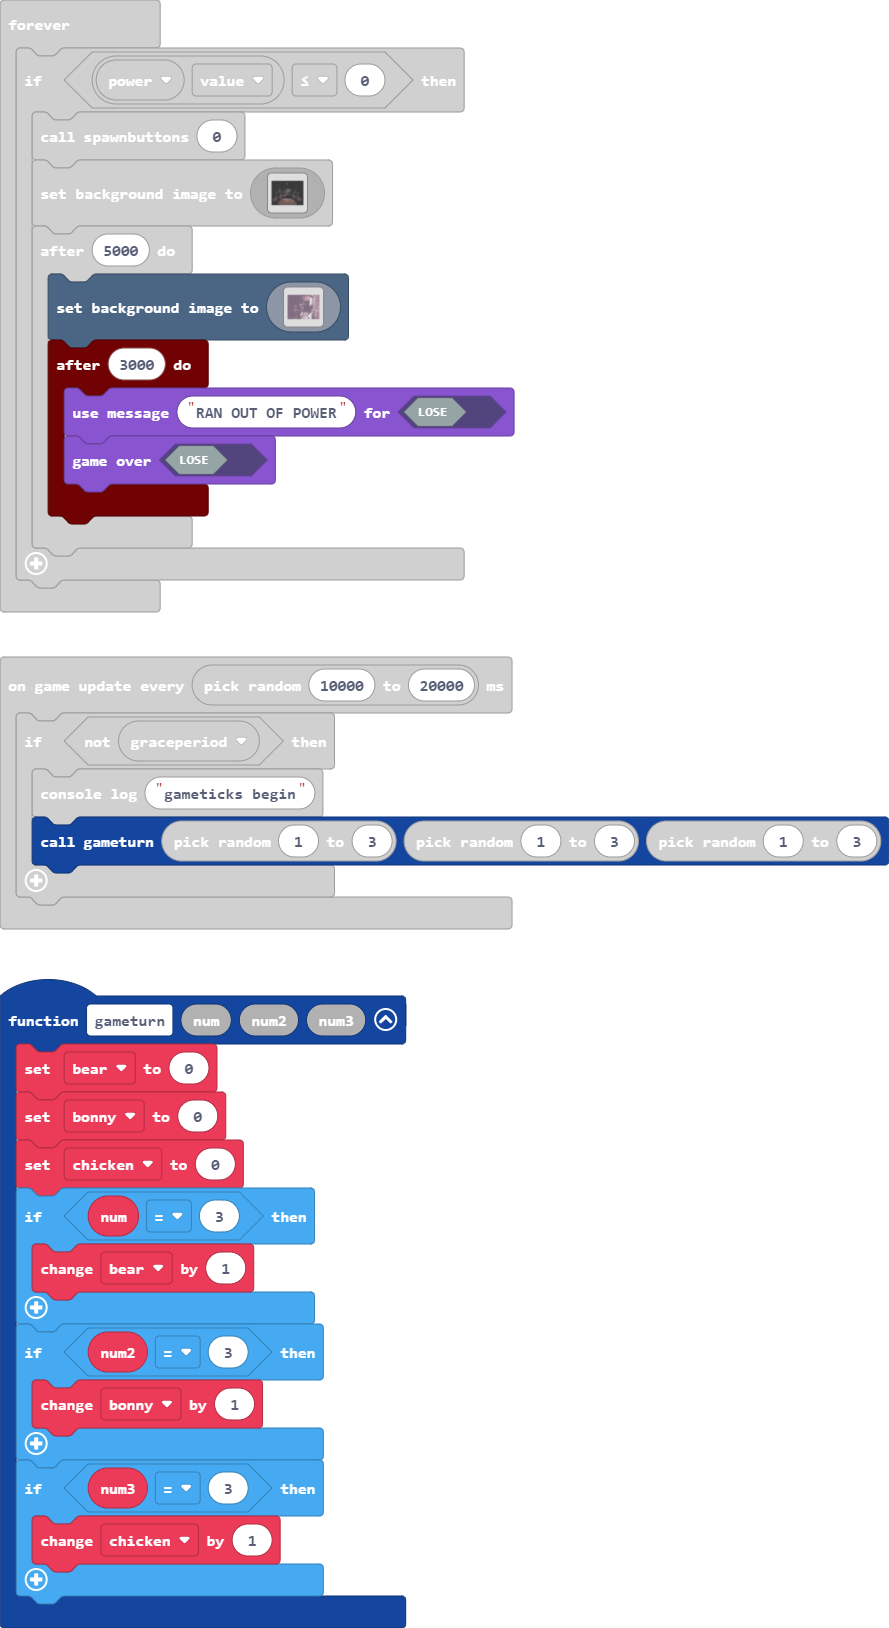 forever
if power value ≤ 0 then
call spawnbuttons 0
set background image to
after 5000 do
set background image to
after 3000 do
use message "RAN OUT OF POWER" for LOSE
game over LOSE
on game update every pick random 10000 to 20000 ms
if not graceperiod then
console log "gameticks begin"
call gameturn pick random 1 to 3 pick random 1 to 3 pick random 1 to 3
function gameturn num num2 num3
set bear to 0
set bonny to 0
set chicken to 0
if num = 3 then
change bear by 1
if num2 = 3 then
change bonny by 1
if num3 = 3 then
change chicken by 1